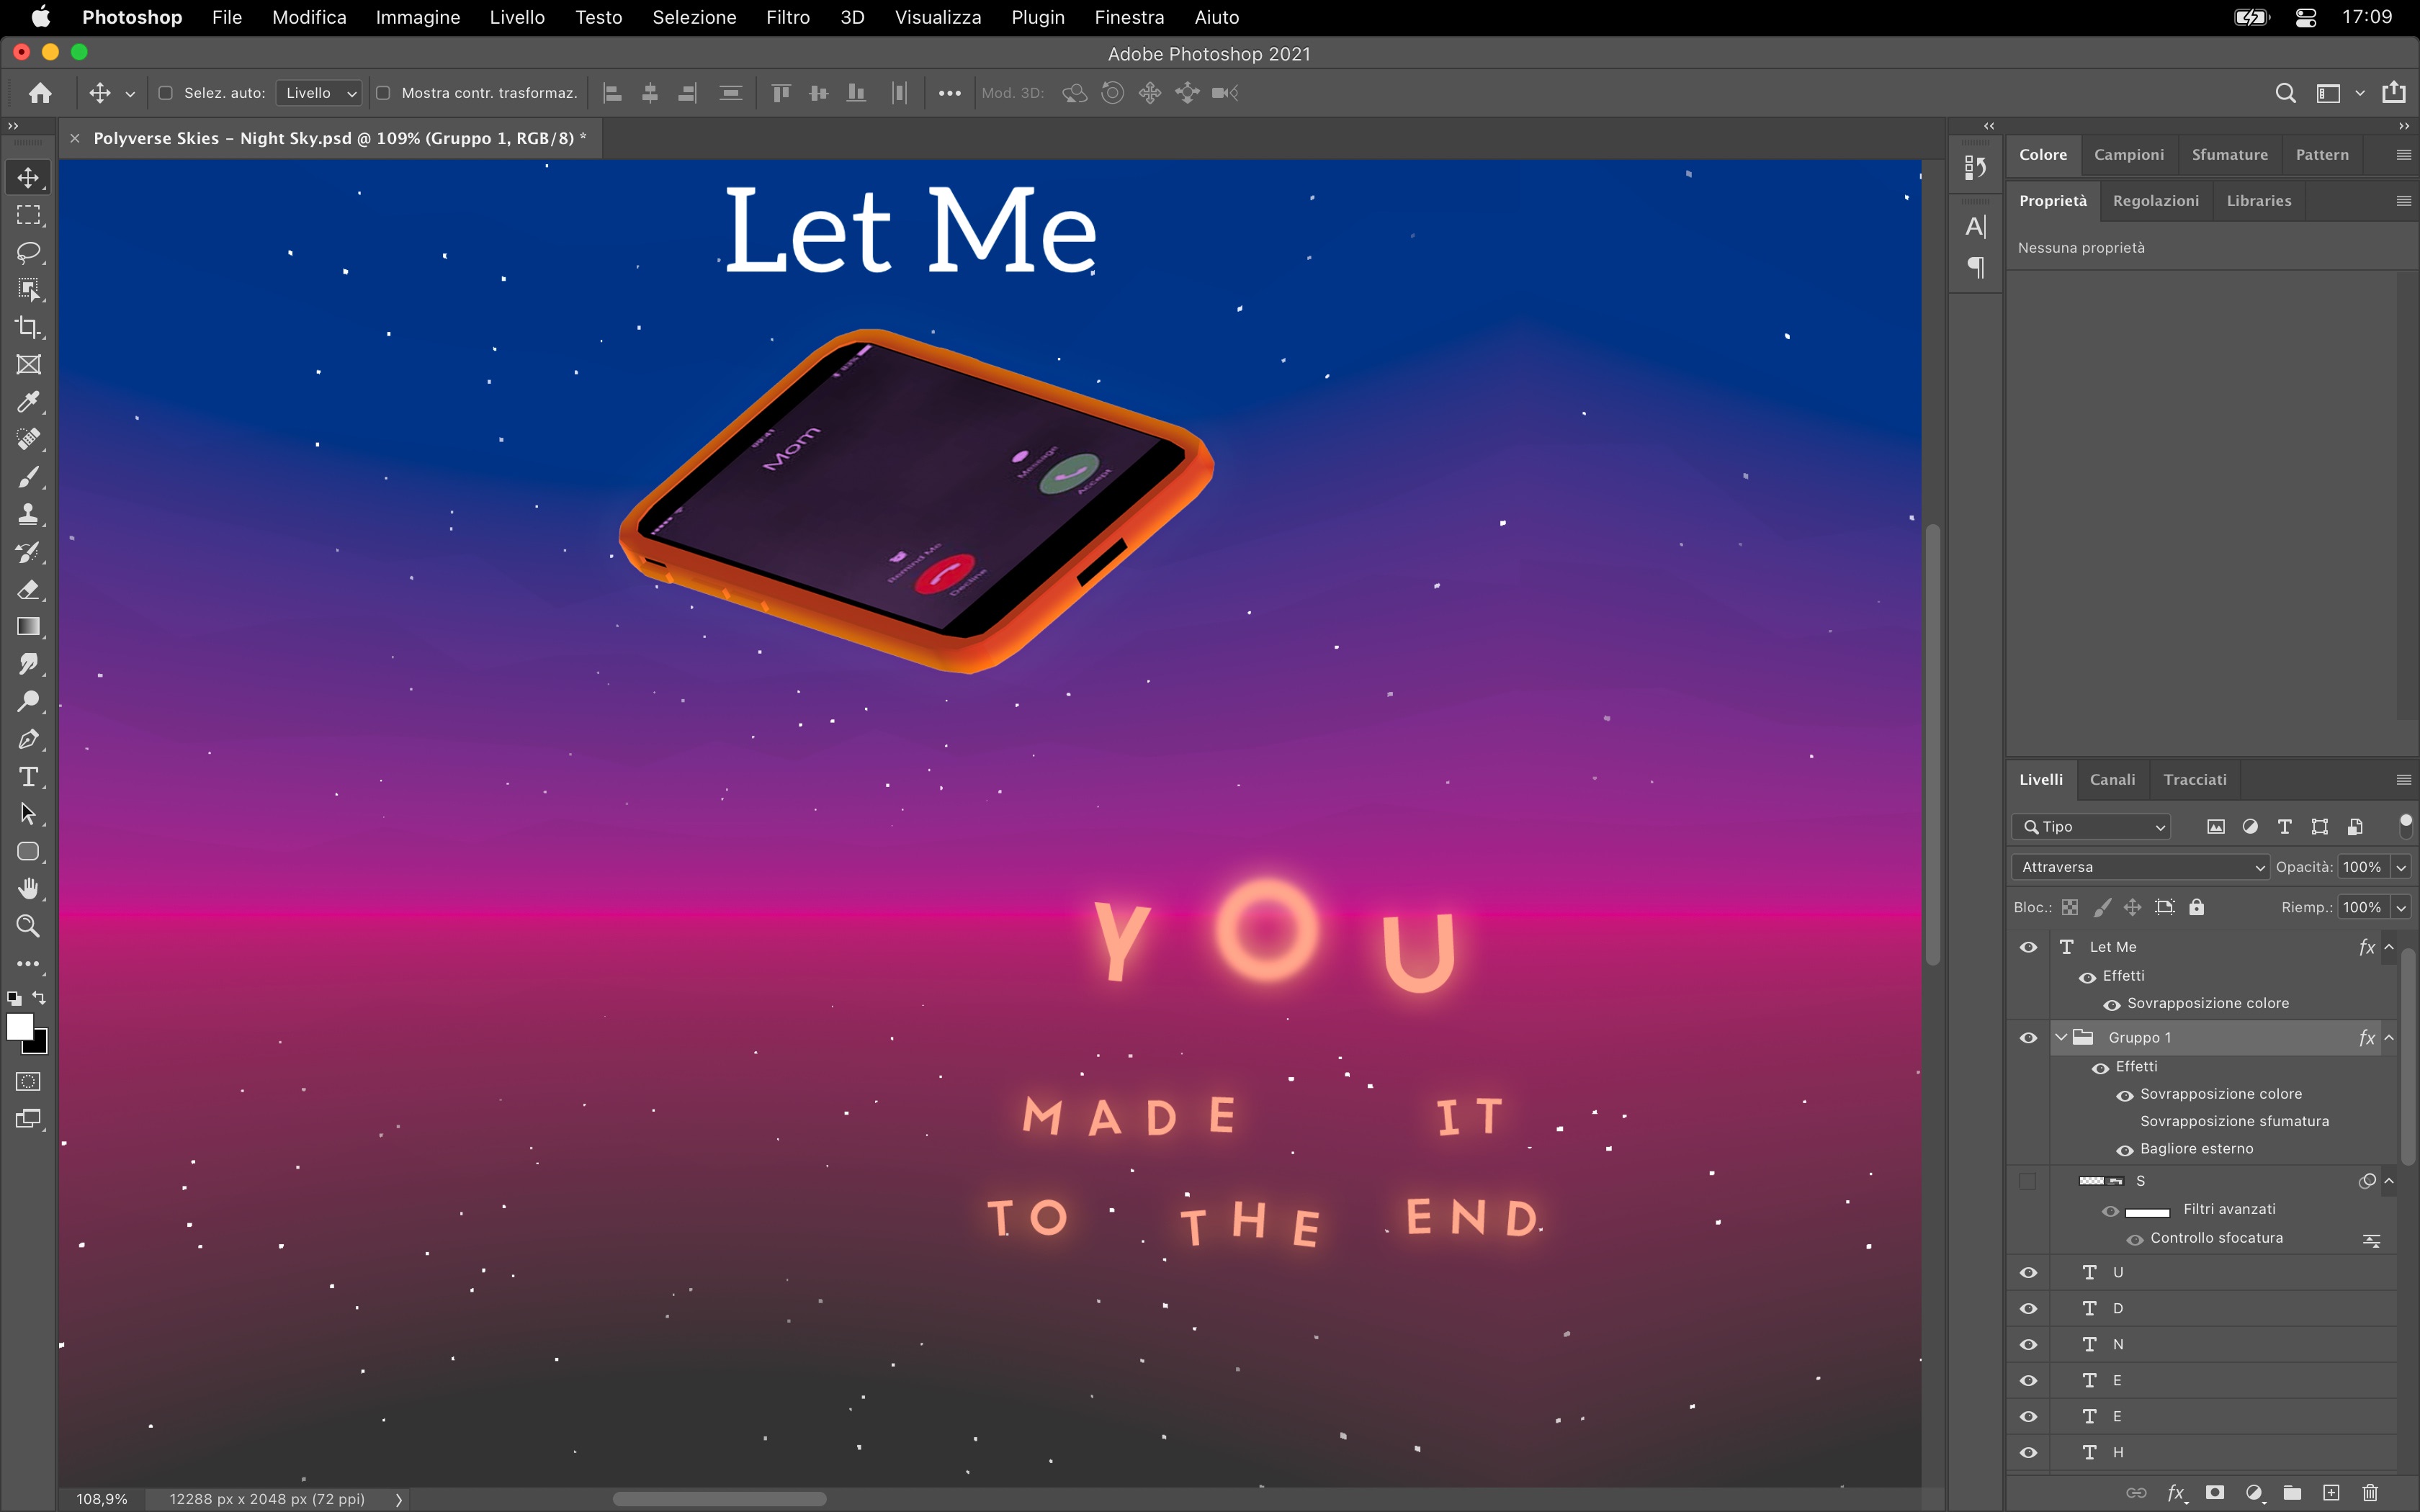 Photoshop File Modifica Immagine Livello Testo Selezione Filtro 3D Visualizza Plugin Finestra Aiuto 17:09
Adobe Photoshop 2021
Selez. auto: Livello Mostra contr. trasformaz. Mod. 3D:
Polyverse Skies – Night Sky.psd @ 109% (Gruppo 1, RGB/8) *
Let Me
Mom
Message
Accept
Remind Me
Decline
YOU
MADE IT
TO THE END
108,9% 12288 px x 2048 px (72 ppi)
Colore Campioni Sfumature Pattern
Proprietà Regolazioni Libraries
Nessuna proprietà
Livelli Canali Tracciati
Tipo
Attraversa Opacità: 100%
Bloc.: Riemp.: 100%
Let Me fx
Effetti
Sovrapposizione colore
Gruppo 1 fx
Effetti
Sovrapposizione colore
Sovrapposizione sfumatura
Bagliore esterno
S
Filtri avanzati
Controllo sfocatura
U
D
N
E
E
H
fx